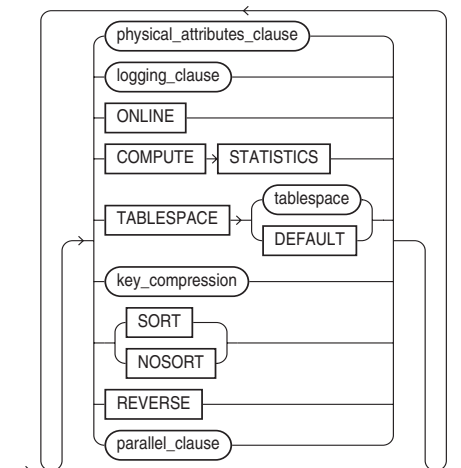 physical_attributes_clause
logging_clause
ONLINE
COMPUTE STATISTICS
tablespace
TABLESPACE
DEFAULT
key_compression
SORT
NOSORT
REVERSE
parallel_clause